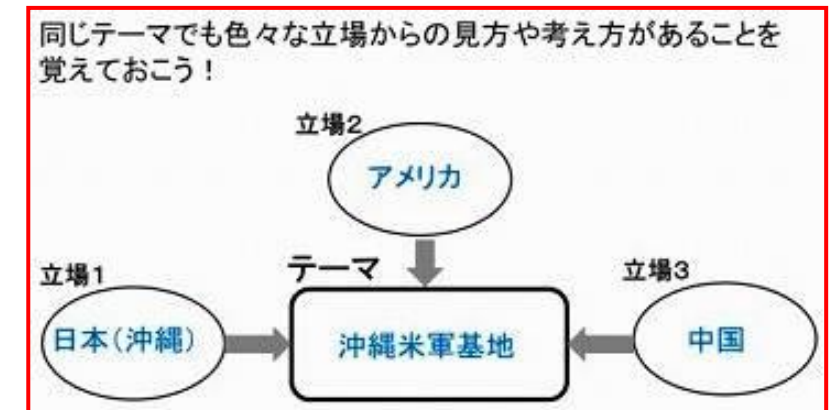 同じテーマでも色々な立場からの見方や考え方があることを
覚えておこう！
立場2
アメリカ
立場1
テーマ
立場3
日本(沖縄)
沖縄米軍基地
中国